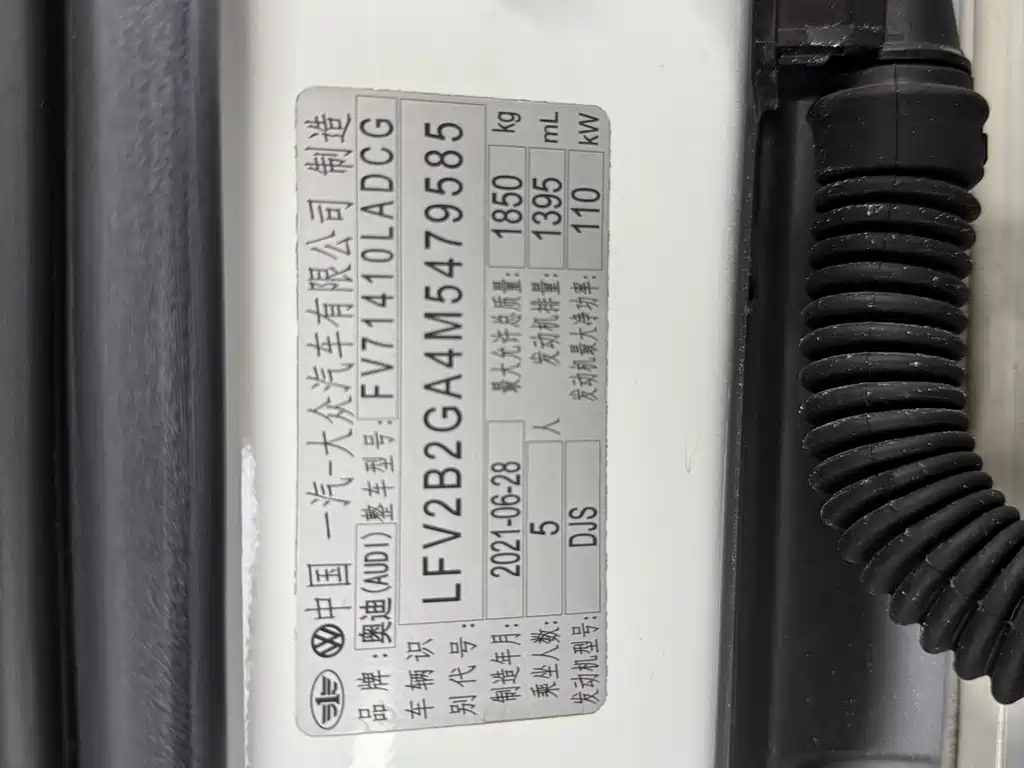 中国 一汽-大众汽车有限公司 制造
品牌:奥迪(AUDI) 整车型号: FV71410LADCG
车辆识别代号: LFV2B2GA4M5479585
制造年月: 2021-06-28 最大允许总质量: 1850 kg
乘坐人数: 5 人 发动机排量: 1395 mL
发动机型号: DJS 发动机最大净功率: 110 kW